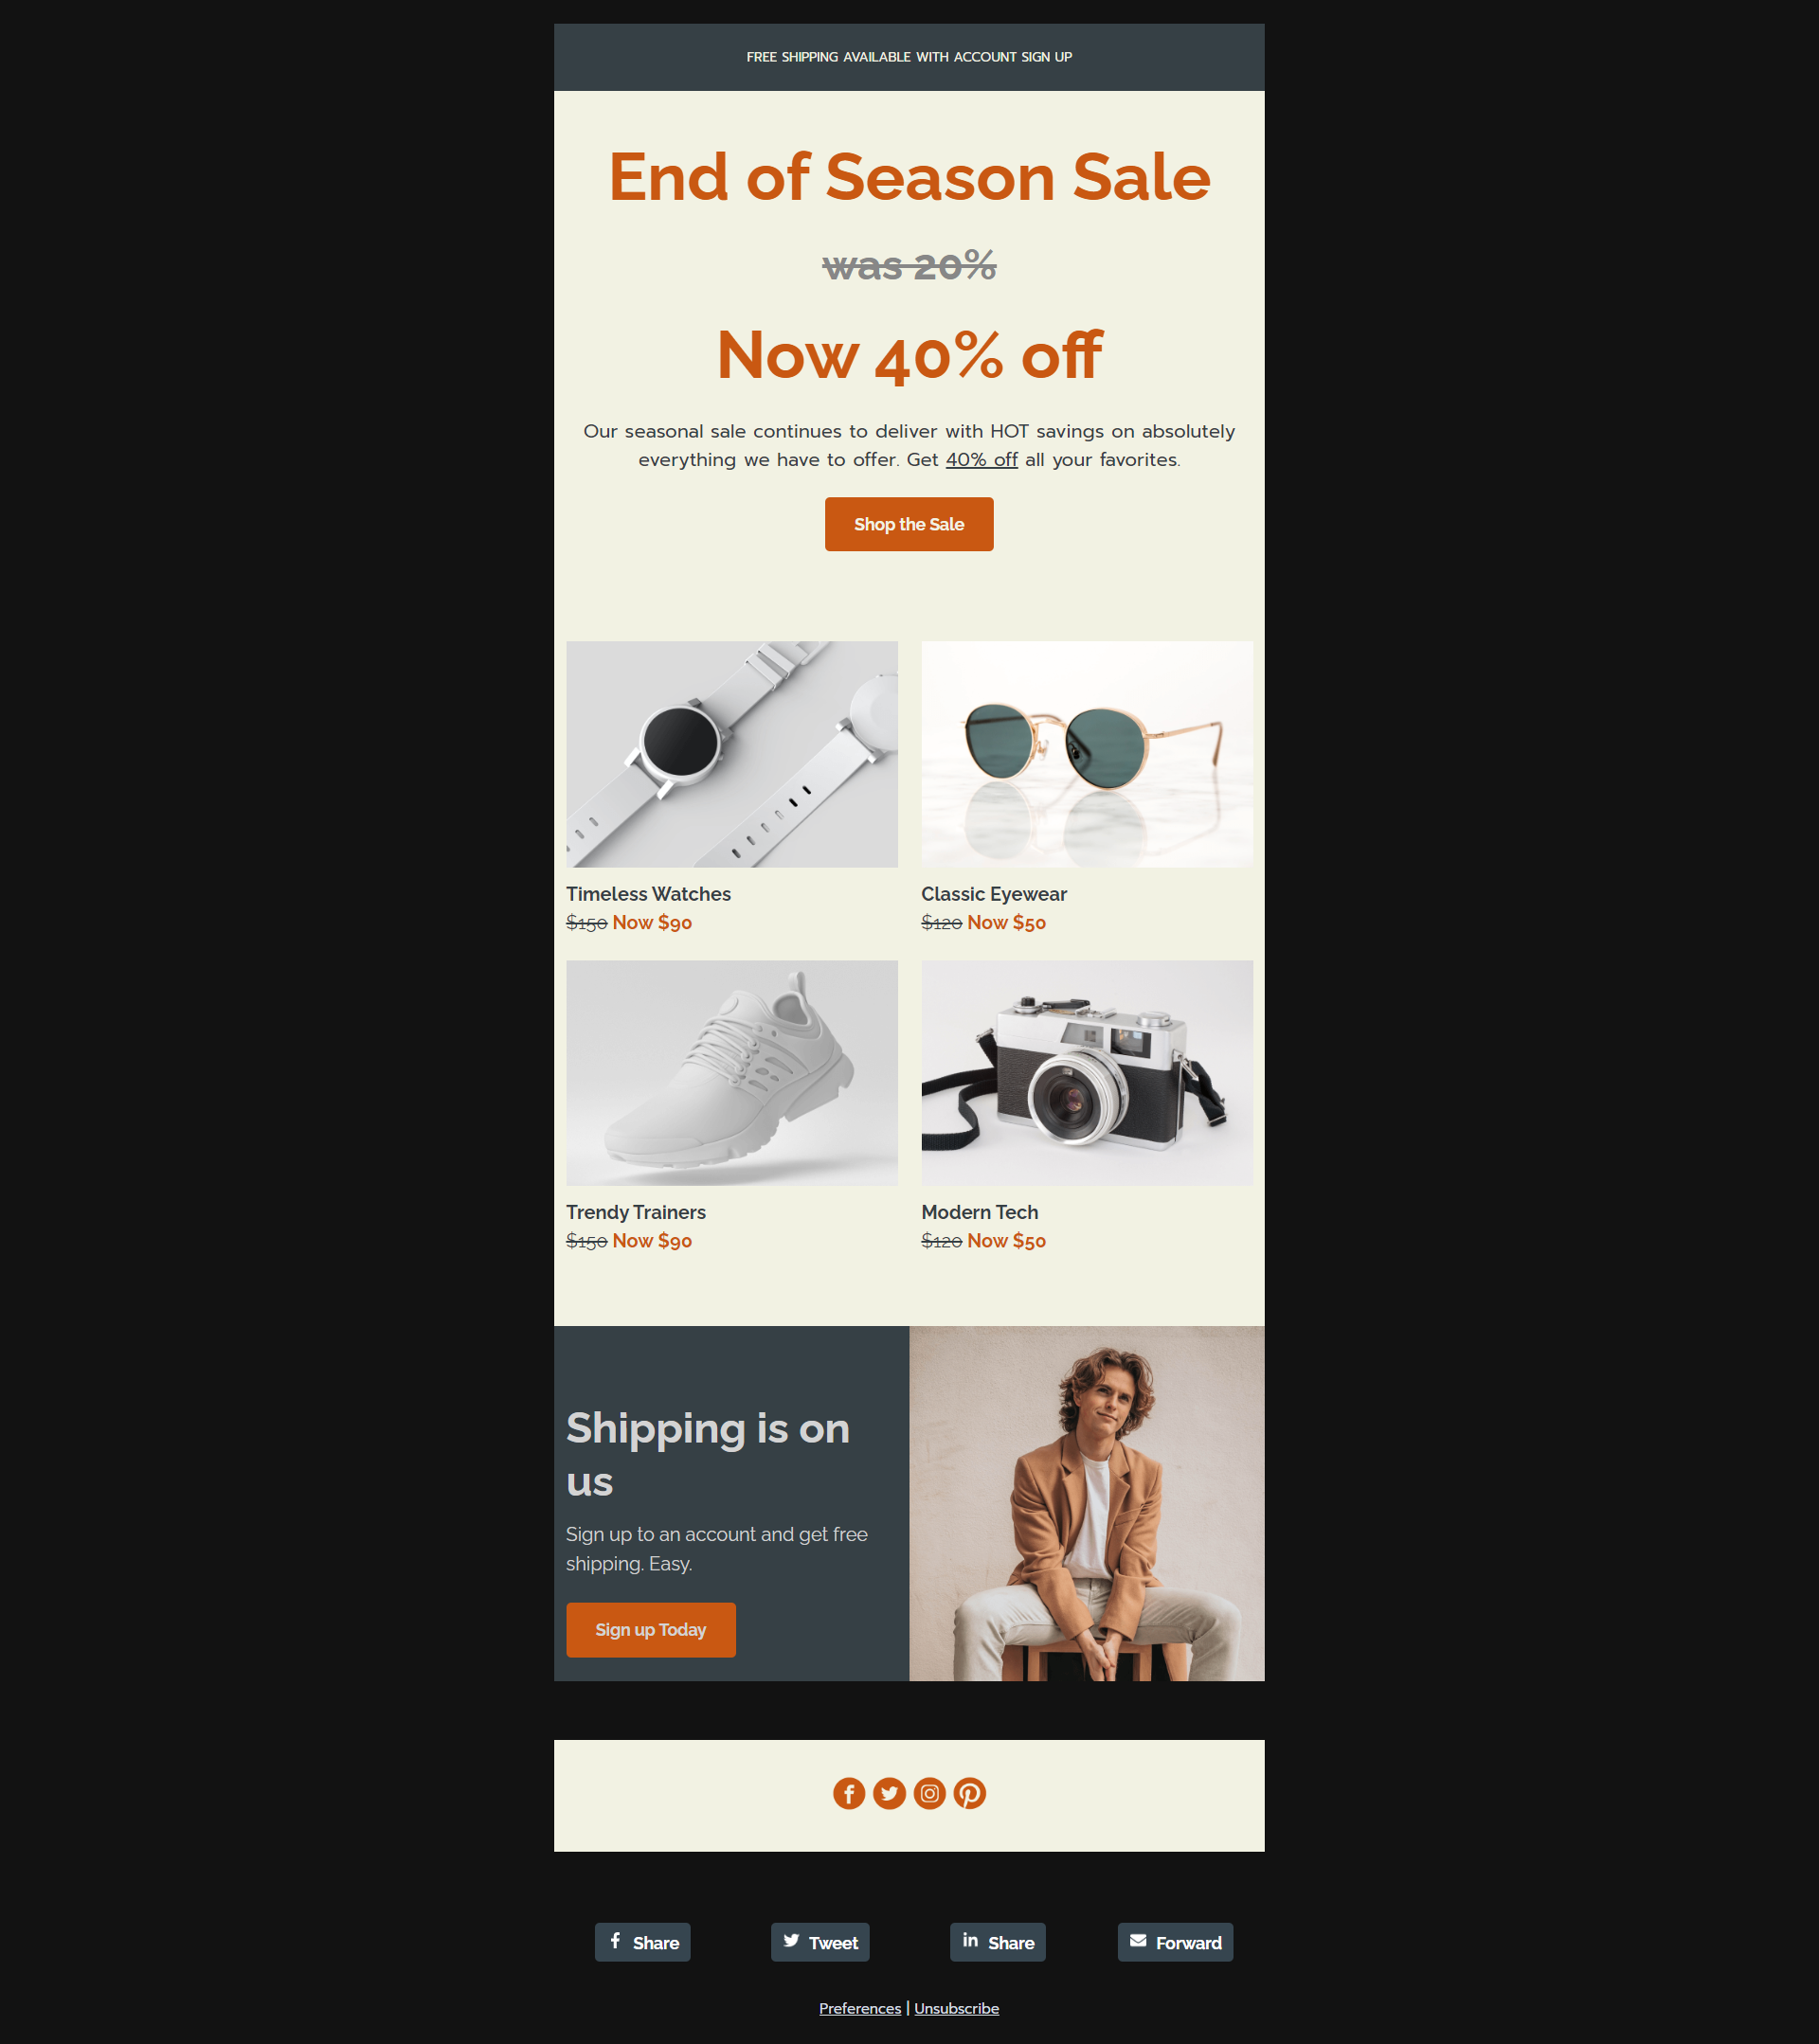 FREE SHIPPING AVAILABLE WITH ACCOUNT SIGN UP
End of Season Sale
was 20%
Now 40% off
Our seasonal sale continues to deliver with HOT savings on absolutely
everything we have to offer. Get 40% off all your favorites.
Shop the Sale
Timeless Watches
$150 Now $90
Classic Eyewear
$120 Now $50
Trendy Trainers
$150 Now $90
Modern Tech
$120 Now $50
Shipping is on
us
Sign up to an account and get free
shipping. Easy.
Sign up Today
Share
Tweet
Share
Forward
Preferences | Unsubscribe